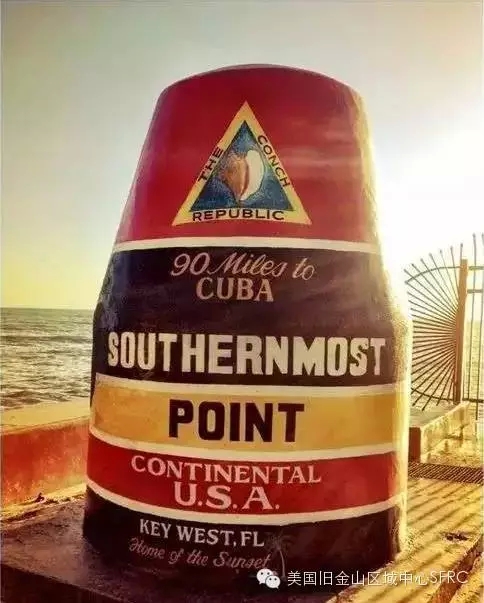 THE CONCH
REPUBLIC
90 Miles to
CUBA
SOUTHERNMOST
POINT
CONTINENTAL
U.S.A.
KEY WEST, FL
Home of the Sunset
美国旧金山区域中心SFRC